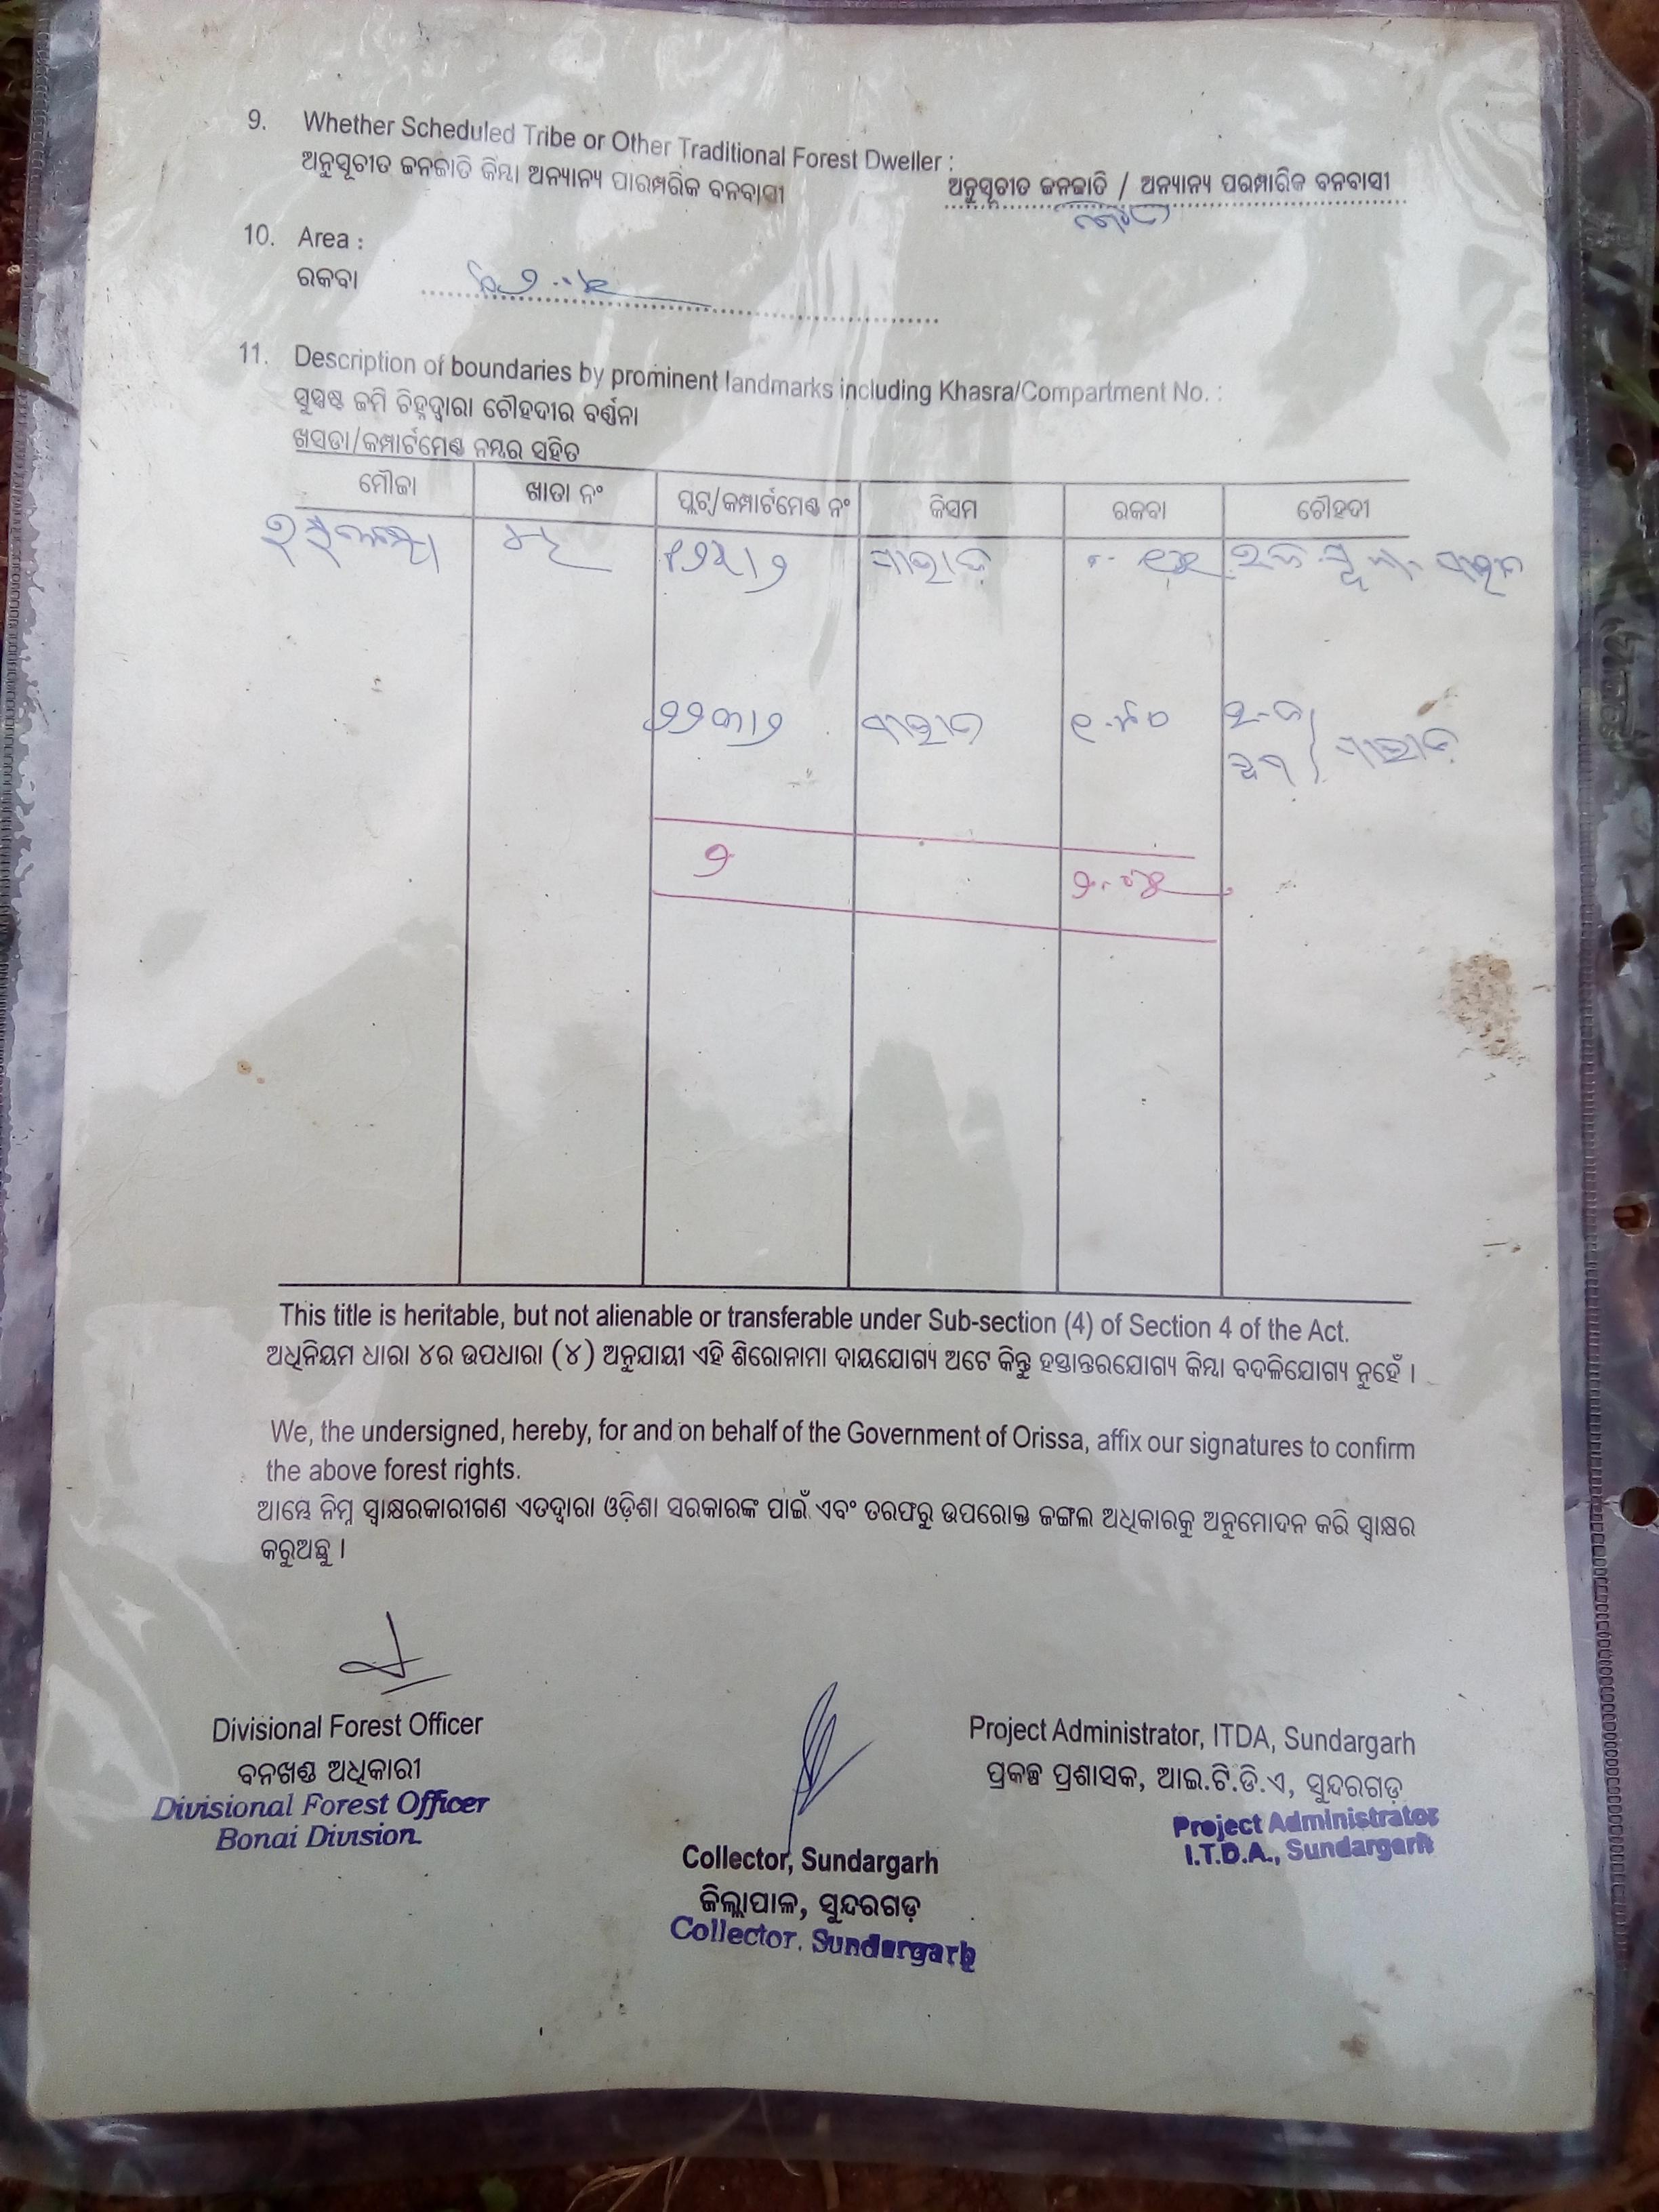 9. Whether Scheduled Tribe or Other Traditional Forest Dweller :
ଅନୁସୂଚୀତ ଜନଜାତି କିମ୍ବା ଅନ୍ୟାନ୍ୟ ପାରମ୍ପରିକ ବନବାସୀ
ଅନୁସୂଚୀତ ଜନଜାତି / ଅନ୍ୟାନ୍ୟ ପରମ୍ପାରିକ ବନବାସୀ
10. Area :
ରକବା
11. Description of boundaries by prominent landmarks including Khasra/Compartment No. :
ସୁସ୍ପଷ୍ଟ ଜମି ଚିହ୍ନଦ୍ୱାରା ଚୌହଦୀର ବର୍ଣ୍ଣନା
ଖସଡା/କମ୍ପାର୍ଟମେଣ୍ଟ ନମ୍ବର ସହିତ
ମୌଜା ଖାତା ନଂ ପ୍ଲଟ୍/କମ୍ପାର୍ଟମେଣ୍ଟ ନଂ କିସମ ରକବା ଚୌହଦୀ
୨୨୩/୨
୨
This title is heritable, but not alienable or transferable under Sub-section (4) of Section 4 of the Act.
ଅଧିନିୟମ ଧାରା ୪ର ଉପଧାରା (୪) ଅନୁଯାୟୀ ଏହି ଶିରୋନାମା ଦାୟଯୋଗ୍ୟ ଅଟେ କିନ୍ତୁ ହସ୍ତାନ୍ତରଯୋଗ୍ୟ କିମ୍ବା ବଦଳିଯୋଗ୍ୟ ନୁହେଁ ।
We, the undersigned, hereby, for and on behalf of the Government of Orissa, affix our signatures to confirm
the above forest rights.
ଆମ୍ଭେ ନିମ୍ନ ସ୍ୱାକ୍ଷରକାରୀଗଣ ଏତଦ୍ୱାରା ଓଡ଼ିଶା ସରକାରଙ୍କ ପାଇଁ ଏବଂ ତରଫରୁ ଉପରୋକ୍ତ ଜଙ୍ଗଲ ଅଧିକାରକୁ ଅନୁମୋଦନ କରି ସ୍ୱାକ୍ଷର
କରୁଅଛୁ ।
Divisional Forest Officer
ବନଖଣ୍ଡ ଅଧିକାରୀ
Divisional Forest Officer
Bonai Division.
Collector, Sundargarh
ଜିଲ୍ଲାପାଳ, ସୁନ୍ଦରଗଡ଼
Collector, Sundargarh
Project Administrator, ITDA, Sundargarh
ପ୍ରକଳ୍ପ ପ୍ରଶାସକ, ଆଇ.ଟି.ଡି.ଏ, ସୁନ୍ଦରଗଡ଼
Project Administrator
I.T.D.A., Sundargarh